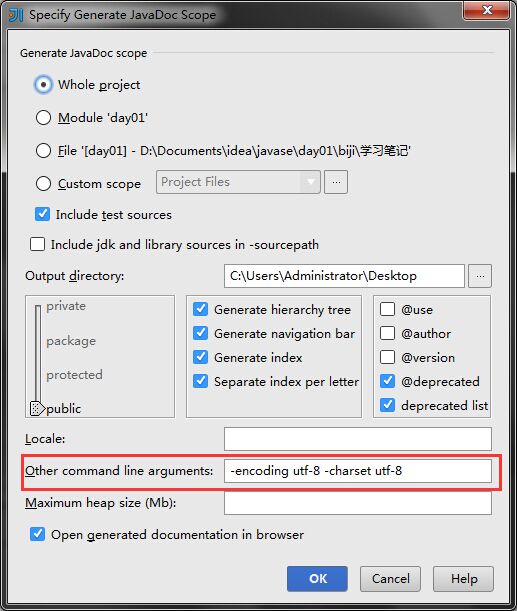 Specify Generate JavaDoc Scope
Generate JavaDoc scope
Whole project
Module 'day01'
File '[day01] - D:\Documents\idea\javase\day01\biji\学习笔记'
Custom scope
Project Files
...
Include test sources
Include jdk and library sources in -sourcepath
Output directory:
C:\Users\Administrator\Desktop
...
private
package
protected
public
Generate hierarchy tree
Generate navigation bar
Generate index
Separate index per letter
@use
@author
@version
@deprecated
deprecated list
Locale:
Other command line arguments:
-encoding utf-8 -charset utf-8
Maximum heap size (Mb):
Open generated documentation in browser
OK
Cancel
Help